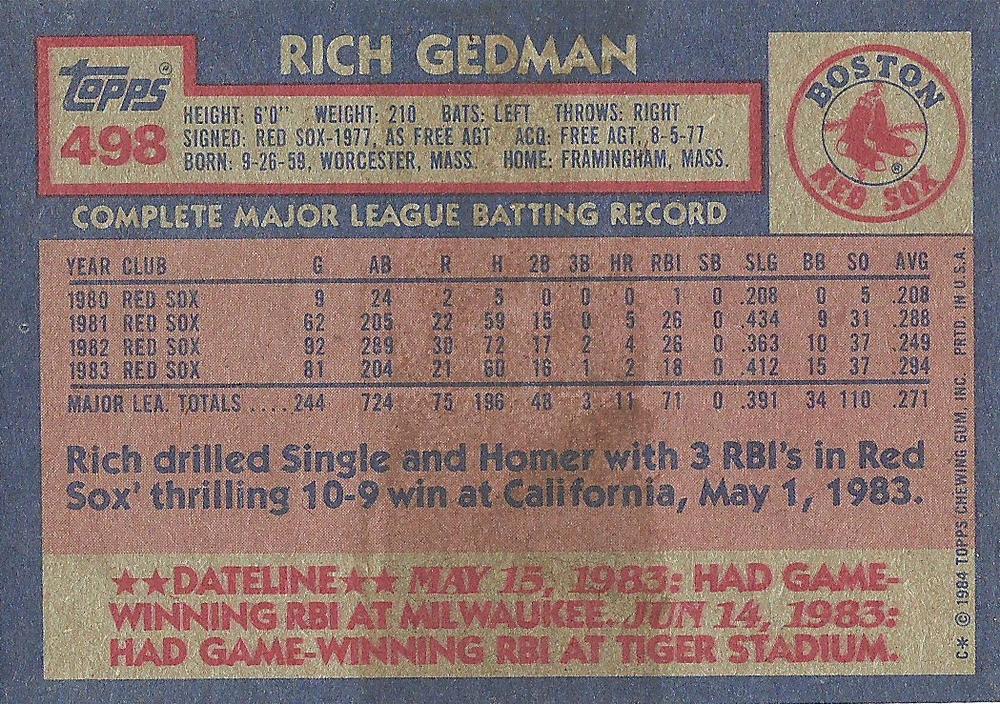 RICH GEDMAN
Topps®
498
HEIGHT: 6'0" WEIGHT: 210 BATS: LEFT THROWS: RIGHT
SIGNED: RED SOX-1977, AS FREE AGT ACQ: FREE AGT, 8-5-77
BORN: 9-26-59, WORCESTER, MASS. HOME: FRAMINGHAM, MASS.
BOSTON
RED SOX
®
COMPLETE MAJOR LEAGUE BATTING RECORD
YEAR CLUB G AB R H 2B 3B HR RBI SB SLG BB SO AVG
1980 RED SOX 9 24 2 5 0 0 0 1 0 .208 0 5 .208
1981 RED SOX 62 205 22 59 15 0 5 26 0 .434 9 31 .288
1982 RED SOX 92 289 30 72 17 2 4 26 0 .363 10 37 .249
1983 RED SOX 81 204 21 60 16 1 2 18 0 .412 15 37 .294
MAJOR LEA. TOTALS ....244 724 75 196 48 3 11 71 0 .391 34 110 .271
Rich drilled Single and Homer with 3 RBI's in Red
Sox' thrilling 10-9 win at California, May 1, 1983.
★★DATELINE★★ MAY 15, 1983: HAD GAME-
WINNING RBI AT MILWAUKEE. JUN 14, 1983:
HAD GAME-WINNING RBI AT TIGER STADIUM.
C* © 1984 TOPPS CHEWING GUM, INC. PRTD. IN U.S.A.